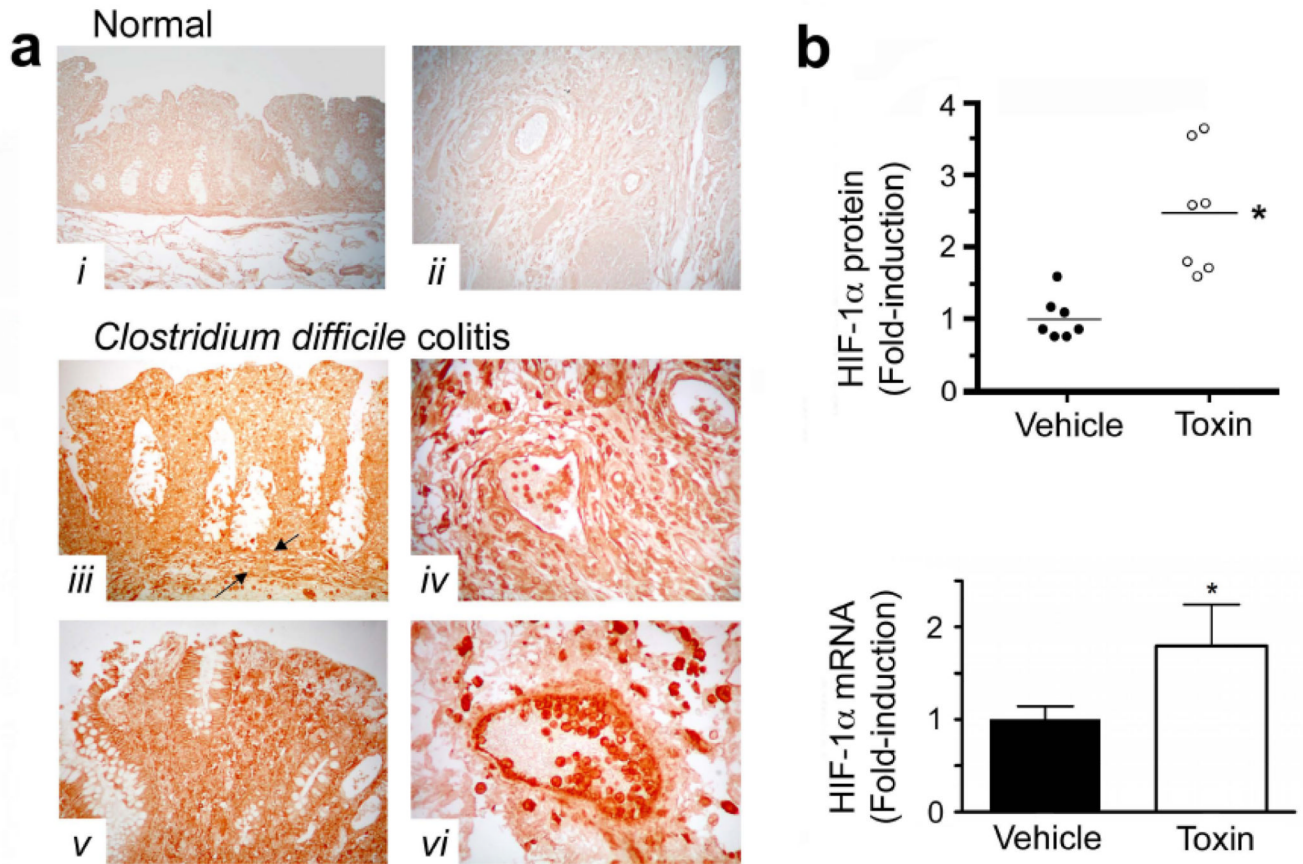 a
Normal
i
ii
Clostridium difficile colitis
iii
iv
v
vi
b
HIF-1α protein
(Fold-induction)
4
3
2
1
0
*
Vehicle
Toxin
HIF-1α mRNA
(Fold-induction)
2
1
0
*
Vehicle
Toxin